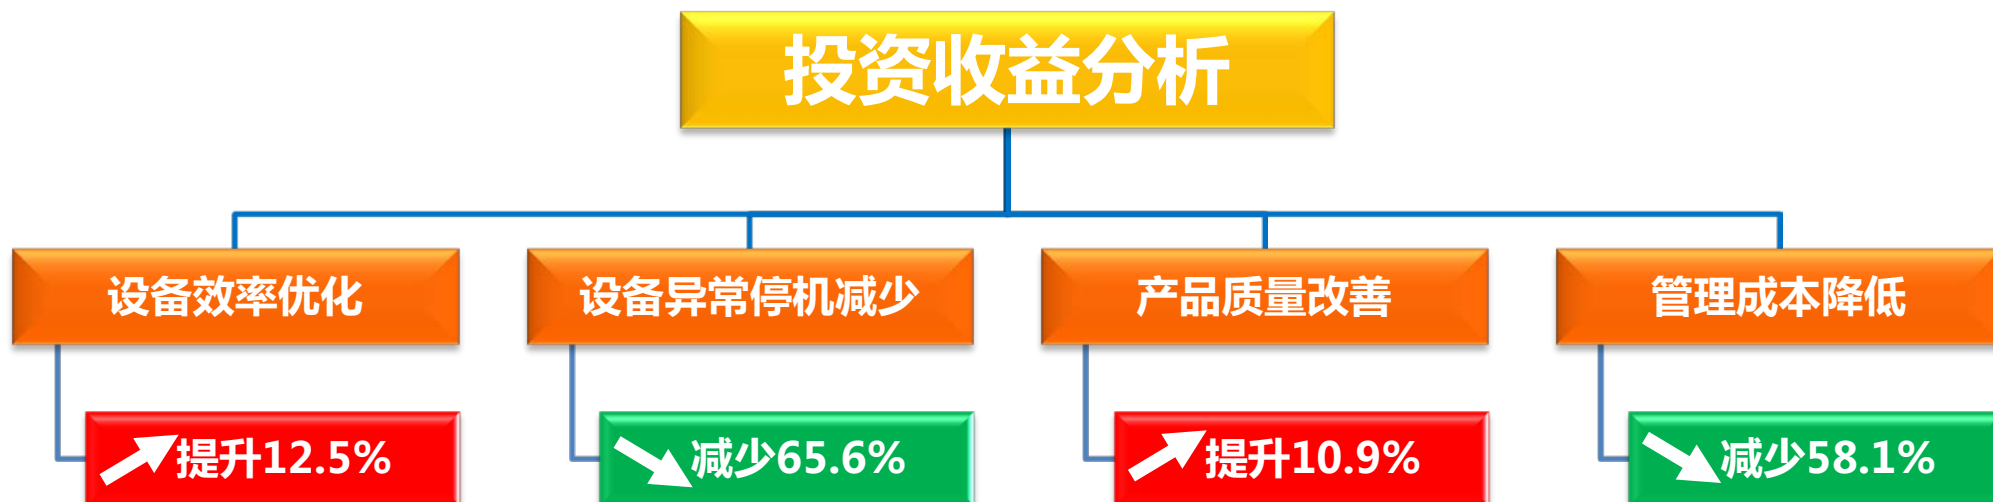 投资收益分析
设备效率优化
设备异常停机减少
产品质量改善
管理成本降低
提升12.5%
减少65.6%
提升10.9%
减少58.1%